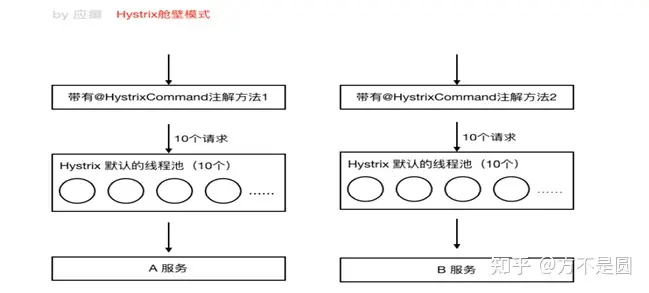 by 应癫 Hystrix舱壁模式
带有@HystrixCommand注解方法1
10个请求
Hystrix 默认的线程池（10个）
......
A 服务
带有@HystrixCommand注解方法2
10个请求
Hystrix 默认的线程池（10个）
......
B 服务
知乎 @方不是圆